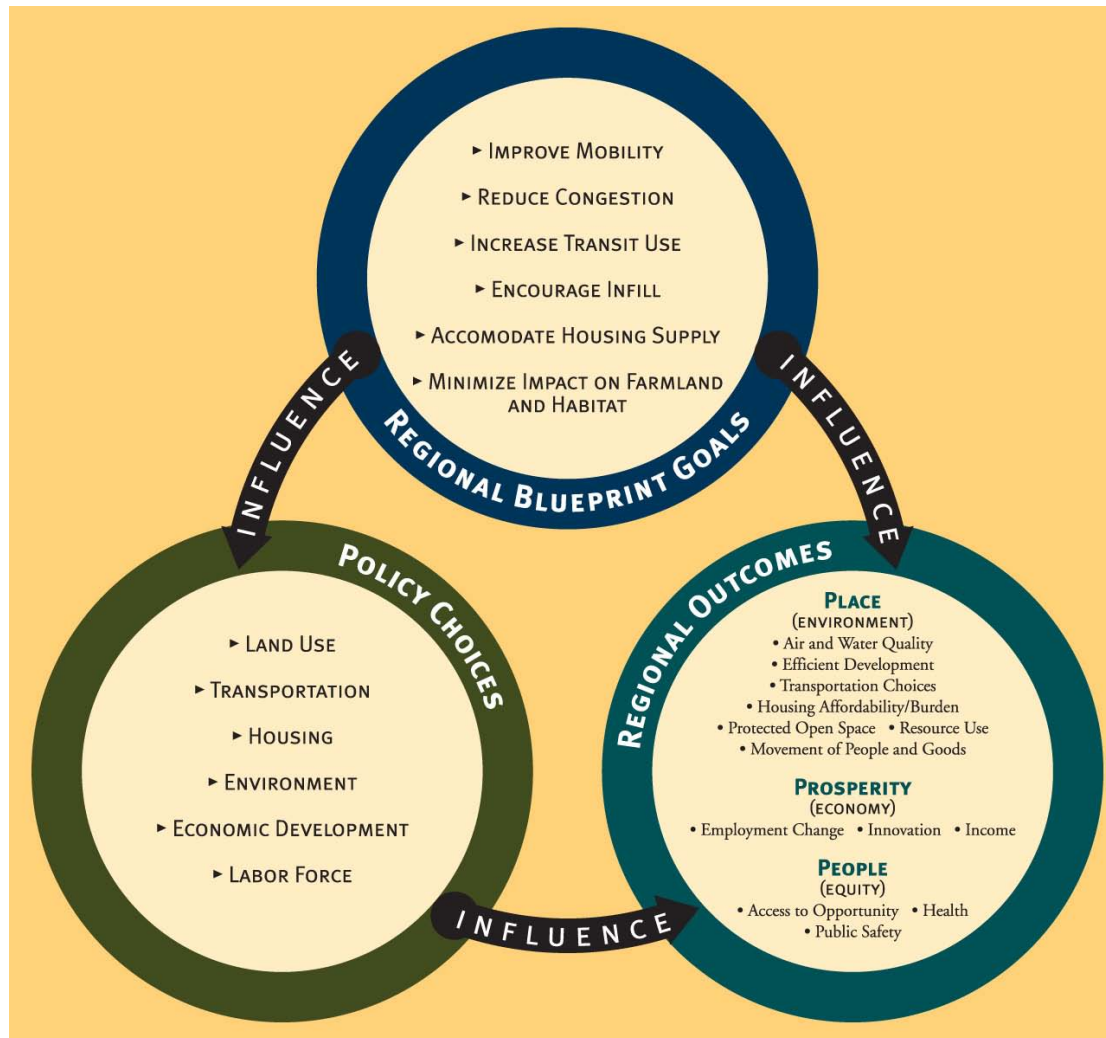 ► Improve Mobility
► Reduce Congestion
► Increase Transit Use
► Encourage Infill
► Accomodate Housing Supply
► Minimize Impact on Farmland
and Habitat
Regional Blueprint Goals
INFLUENCE
INFLUENCE
Policy Choices
► Land Use
► Transportation
► Housing
► Environment
► Economic Development
► Labor Force
INFLUENCE
Regional Outcomes
Place
(environment)
• Air and Water Quality
• Efficient Development
• Transportation Choices
• Housing Affordability/Burden
• Protected Open Space • Resource Use
• Movement of People and Goods
Prosperity
(economy)
• Employment Change • Innovation • Income
People
(equity)
• Access to Opportunity • Health
• Public Safety